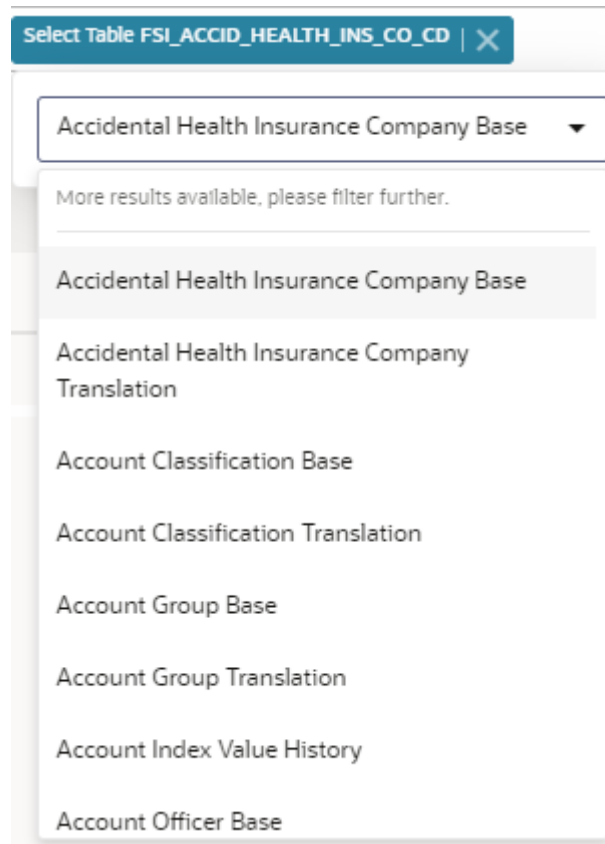 Select Table FSI_ACCID_HEALTH_INS_CO_CD
Accidental Health Insurance Company Base
More results available, please filter further.
Accidental Health Insurance Company Base
Accidental Health Insurance Company
Translation
Account Classification Base
Account Classification Translation
Account Group Base
Account Group Translation
Account Index Value History
Account Officer Base